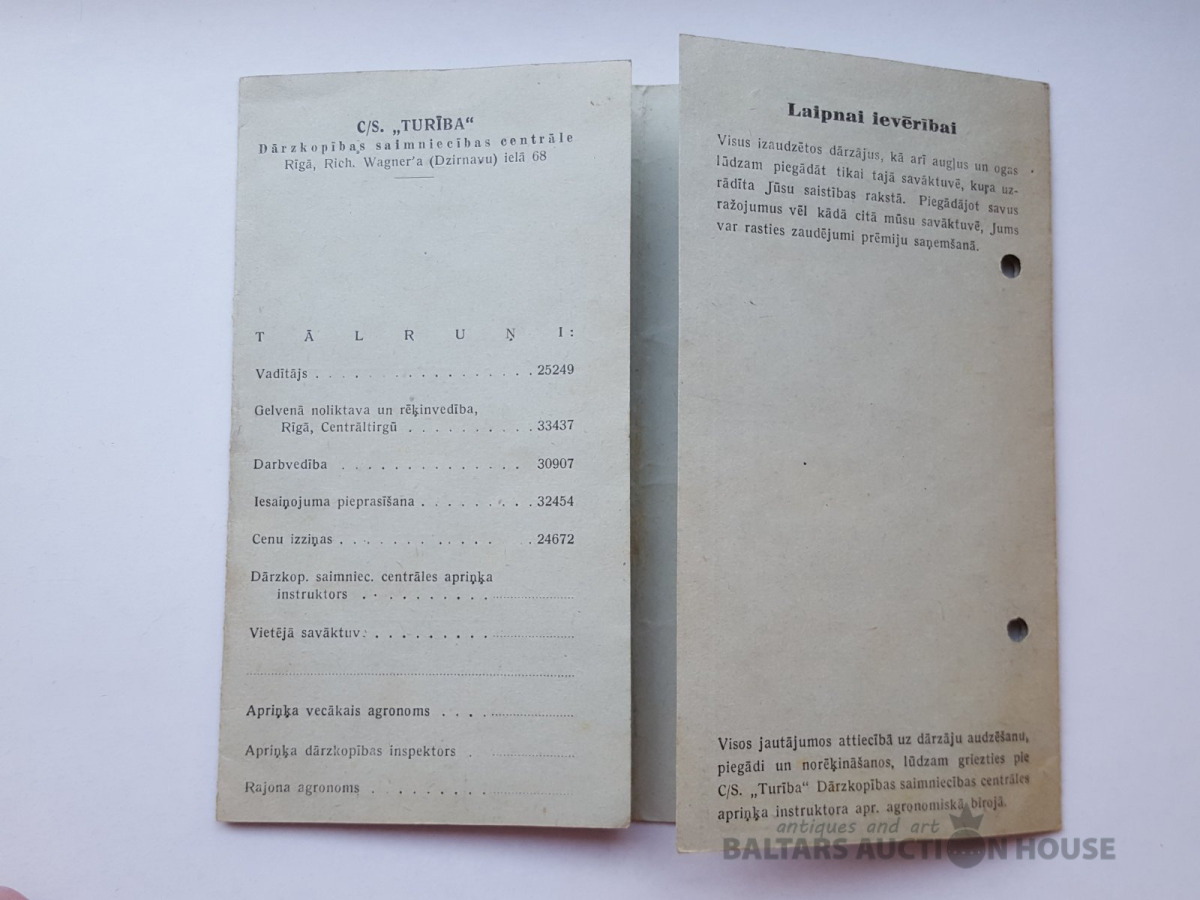 C/S. „TURĪBA“
Dārzkopības saimniecības centrāle
Rīgā, Rich. Wagner'a (Dzirnavu) ielā 68
TĀLRUŅI:
Vadītājs . . . . . . . . . . . . . . . . . 25249
Gelvenā noliktava un rēķinvedība,
Rīgā, Centrāltirgū . . . . . . . . . . 33437
Darbvedība . . . . . . . . . . . . . . 30907
Iesaiņojuma pieprasīšana . . . . . . . . . 32454
Cenu izziņas . . . . . . . . . . . . . 24672
Dārzkop. saimniec. centrāles apriņķa
instruktors . . . . . . . . .
Vietējā savāktuv. . . . . . . . . .
Apriņķa vecākais agronoms . . . .
Apriņķa dārzkopības inspektors .
Rajona agronoms . . . . . . . . .
Laipnai ievērībai
Visus izaudzētos dārzājus, kā arī augļus un ogas
lūdzam piegādāt tikai tajā savāktuvē, kuŗa uz-
rādīta Jūsu saistības rakstā. Piegādājot savus
ražojumus vēl kādā citā mūsu savāktuvē, Jums
var rasties zaudējumi prēmiju saņemšanā.
Visos jautājumos attiecībā uz dārzāju audzēšanu,
piegādi un norēķināšanos, lūdzam griezties pie
C/S. „Turība“ Dārzkopības saimniecības centrāles
apriņķa instruktora apr. agronomiskā birojā.
antiques and art
BALTARS AUCTION HOUSE